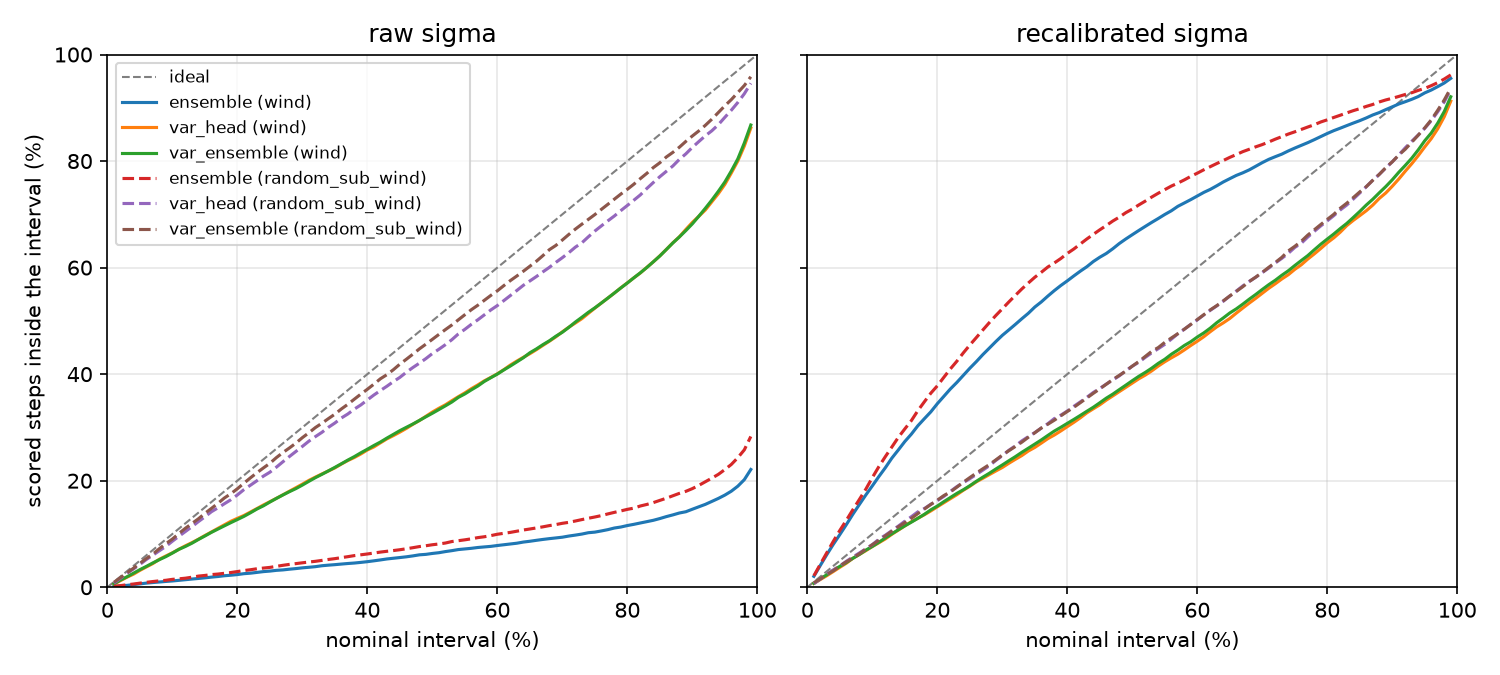 raw sigma
recalibrated sigma
100
80
60
40
20
0
scored steps inside the interval (%)
ideal
ensemble (wind)
var_head (wind)
var_ensemble (wind)
ensemble (random_sub_wind)
var_head (random_sub_wind)
var_ensemble (random_sub_wind)
0 20 40 60 80 100
0 20 40 60 80 100
nominal interval (%)
nominal interval (%)